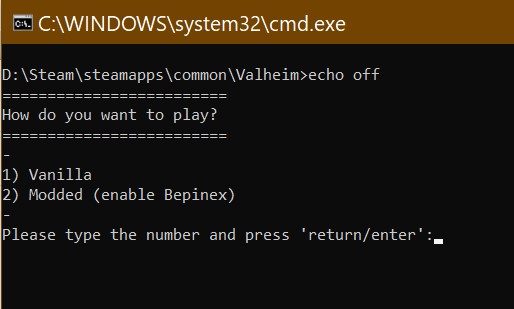 C:\WINDOWS\system32\cmd.exe
D:\Steam\steamapps\common\Valheim>echo off
=========================
How do you want to play?
=========================
-
1) Vanilla
2) Modded (enable Bepinex)
-
Please type the number and press 'return/enter':